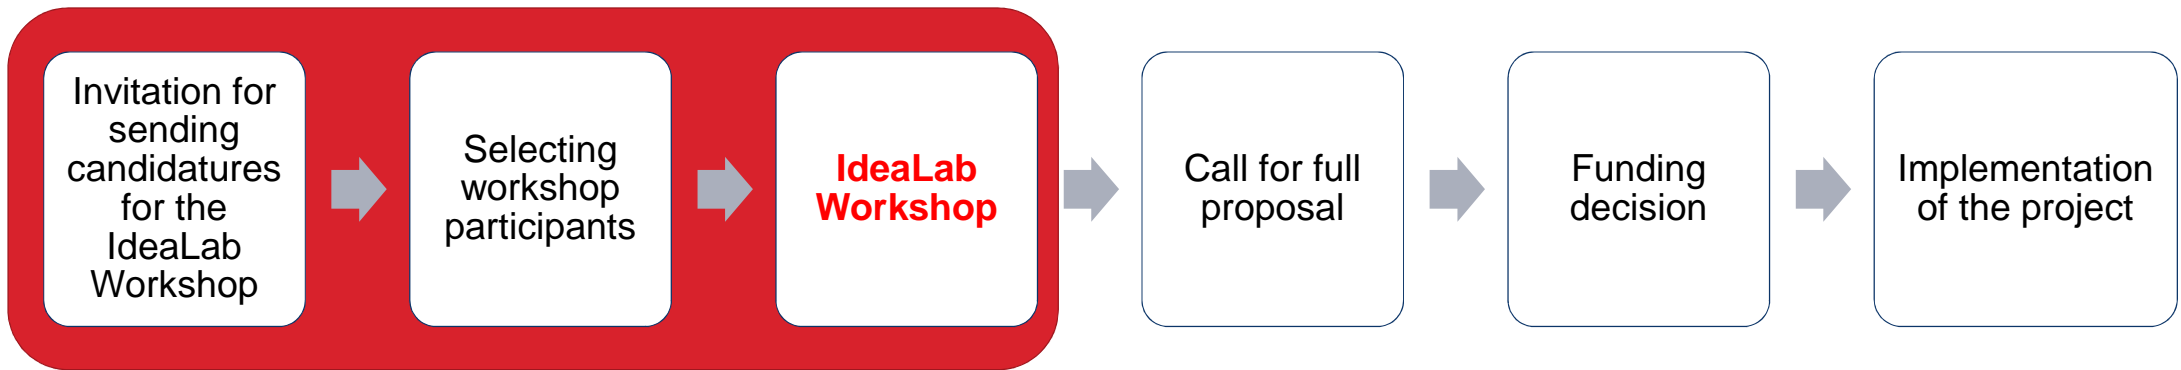 Invitation for
sending
candidatures
for the
IdeaLab
Workshop
Selecting
workshop
participants
IdeaLab
Workshop
Call for full
proposal
Funding
decision
Implementation
of the project